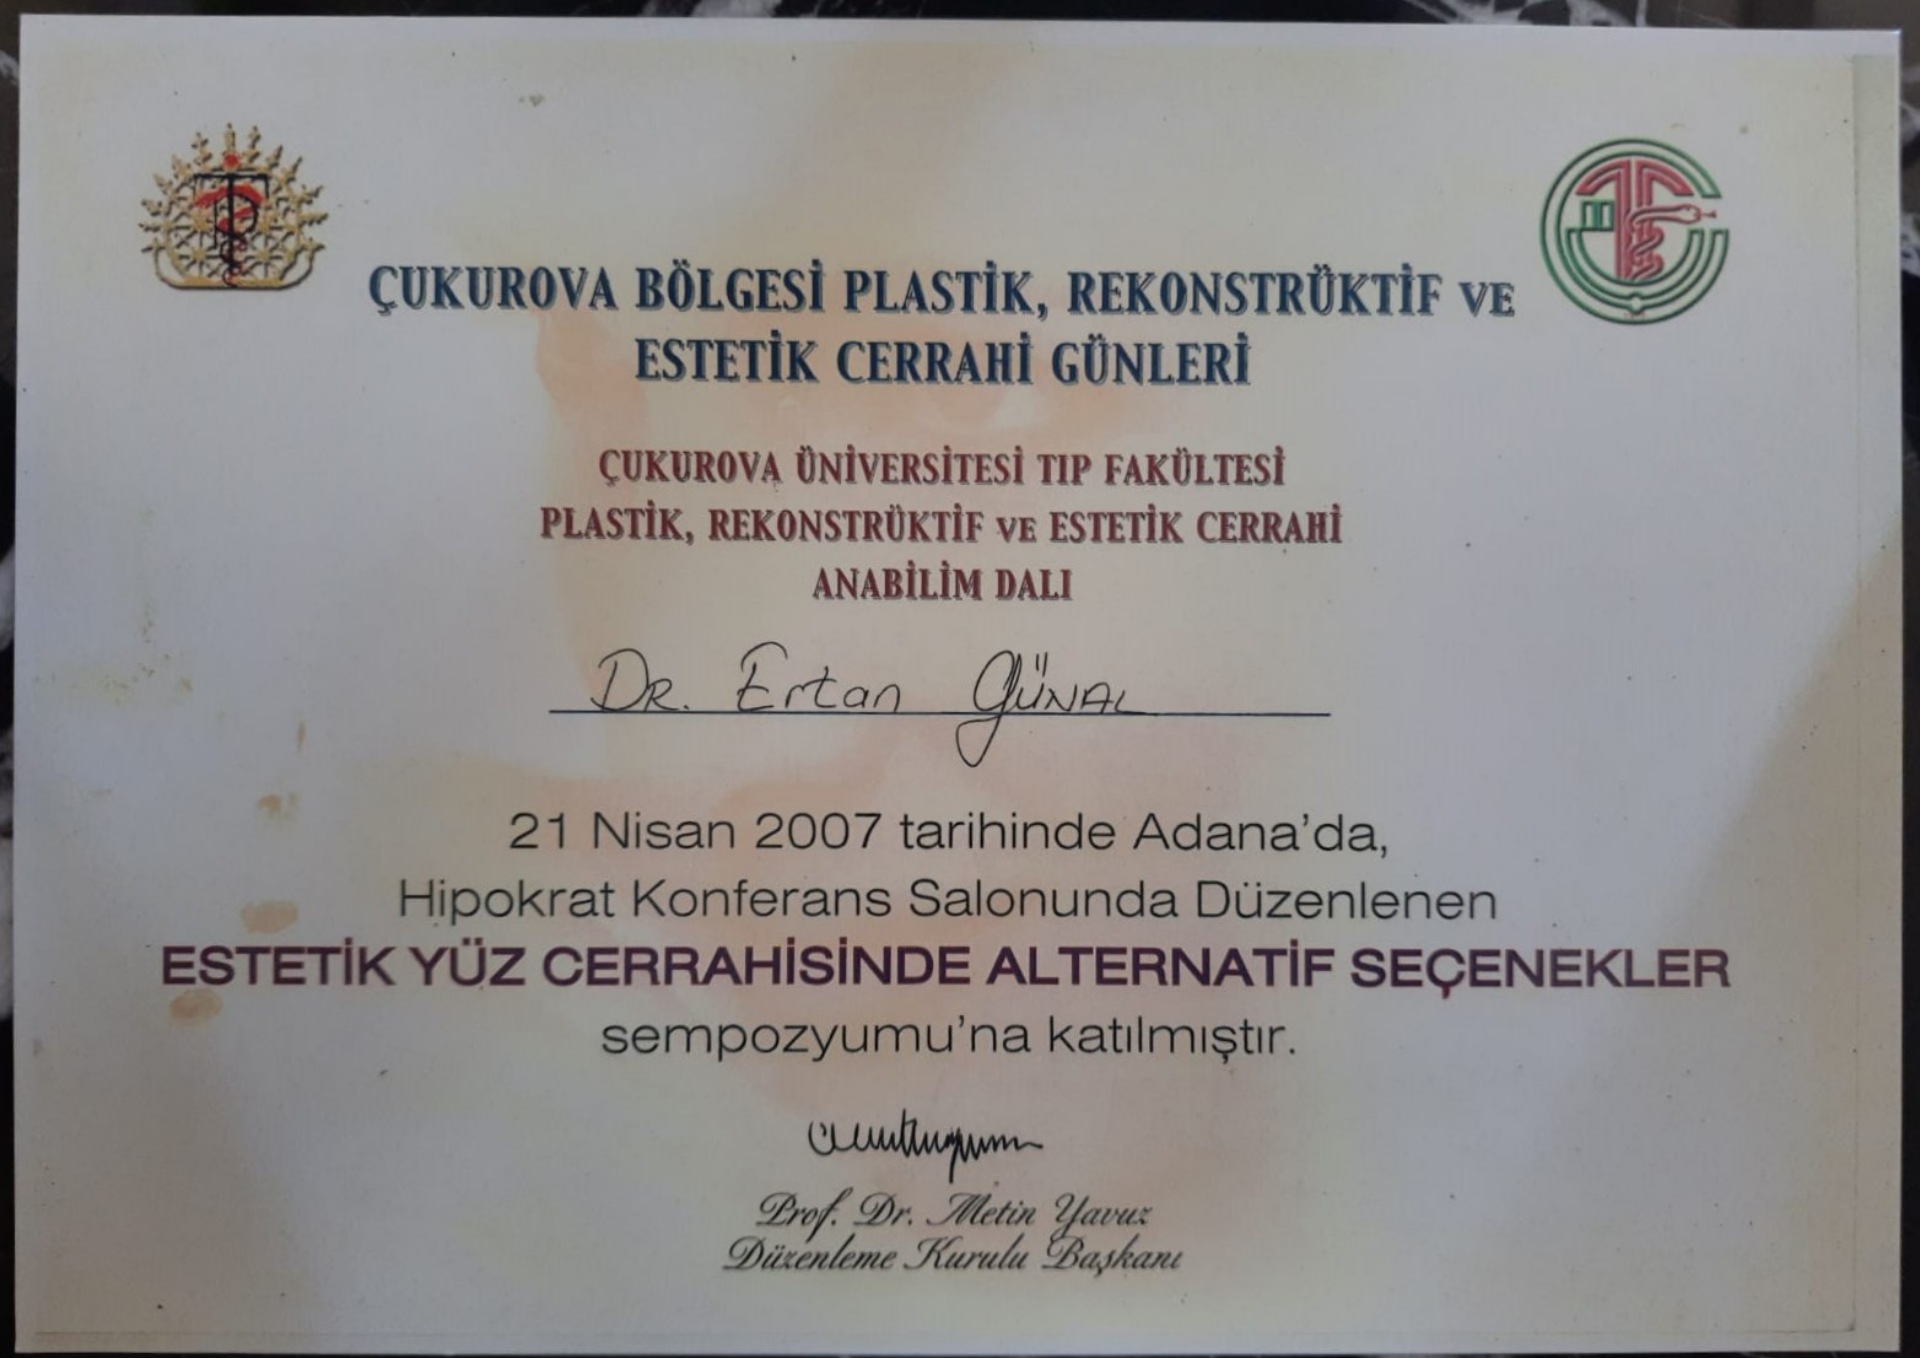 ÇUKUROVA BÖLGESİ PLASTİK, REKONSTRÜKTİF VE
ESTETİK CERRAHİ GÜNLERİ
ÇUKUROVA ÜNİVERSİTESİ TIP FAKÜLTESİ
PLASTİK, REKONSTRÜKTİF VE ESTETİK CERRAHİ
ANABİLİM DALI
DR. Ertan GÜNAL
21 Nisan 2007 tarihinde Adana'da,
Hipokrat Konferans Salonunda Düzenlenen
ESTETİK YÜZ CERRAHİSİNDE ALTERNATİF SEÇENEKLER
sempozyumu'na katılmıştır.
Prof. Dr. Metin Yavuz
Düzenleme Kurulu Başkanı